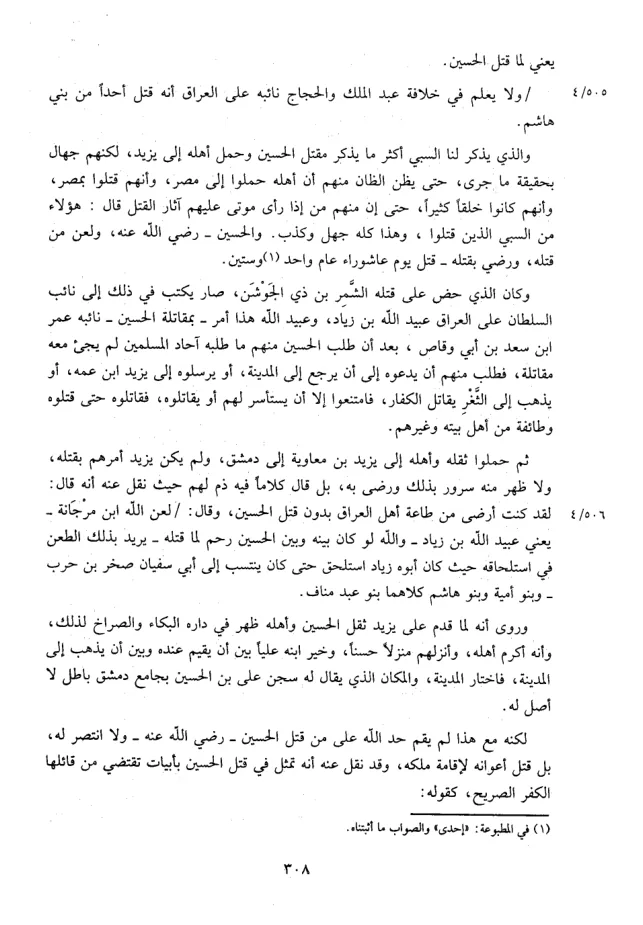 يعني لما قتل الحسين.
٤/٥٠٥ /ولا يعلم في خلافة عبد الملك والحجاج نائبه على العراق أنه قتل أحداً من بني
هاشم.
والذي يذكر لنا السبي أكثر ما يذكر مقتل الحسين وحمل أهله إلى يزيد، لكنهم جهال
بحقيقة ما جرى، حتى يظن الظان منهم أن أهله حملوا إلى مصر، وأنهم قتلوا بمصر،
وأنهم كانوا خلقاً كثيراً، حتى إن منهم من إذا رأى موتى عليهم آثار القتل قال : هؤلاء
من السبي الذين قتلوا ، وهذا كله جهل وكذب. والحسين ـ رضي الله عنه، ولعن من
قتله، ورضي بقتله ـ قتل يوم عاشوراء عام واحد (١)وستين.
وكان الذي حض على قتله الشَّمِر بن ذي الجَوْشَن، صار يكتب في ذلك إلى نائب
السلطان على العراق عبيد الله بن زياد، وعبيد الله هذا أمر ـ بمقاتلة الحسين ـ نائبه عمر
ابن سعد بن أبي وقاص ، بعد أن طلب الحسين منهم ما طلبه آحاد المسلمين لم يجئ معه
مقاتلة، فطلب منهم أن يدعوه إلى أن يرجع إلى المدينة، أو يرسلوه إلى يزيد ابن عمه، أو
يذهب إلى الثَّغْرِ يقاتل الكفار، فامتنعوا إلا أن يستأسر لهم أو يقاتلوه، فقاتلوه حتى قتلوه
وطائفة من أهل بيته وغيرهم.
ثم حملوا ثقله وأهله إلى يزيد بن معاوية إلى دمشق، ولم يكن يزيد أمرهم بقتله،
ولا ظهر منه سرور بذلك ورضى به، بل قال كلاماً فيه ذم لهم حيث نقل عنه أنه قال:
٤/٥٠٦ لقد كنت أرضى من طاعة أهل العراق بدون قتل الحسين، وقال: /لعن الله ابن مرْجَانة ـ
يعني عبيد الله بن زياد ـ والله لو كان بينه وبين الحسين رحم لما قتله ـ يريد بذلك الطعن
في استلحاقه حيث كان أبوه زياد استلحق حتى كان ينتسب إلى أبي سفيان صخر بن حرب
ـ وبنو أمية وبنو هاشم كلاهما بنو عبد مناف.
وروى أنه لما قدم على يزيد ثقل الحسين وأهله ظهر في داره البكاء والصراخ لذلك،
وأنه أكرم أهله، وأنزلهم منزلاً حسناً، وخير ابنه علياً بين أن يقيم عنده وبين أن يذهب إلى
المدينة، فاختار المدينة، والمكان الذي يقال له سجن على بن الحسين بجامع دمشق باطل لا
أصل له.
لكنه مع هذا لم يقم حد الله على من قتل الحسين ـ رضي الله عنه ـ ولا انتصر له،
بل قتل أعوانه لإقامة ملكه، وقد نقل عنه أنه تمثل في قتل الحسين بأبيات تقتضي من قائلها
الكفر الصريح، كقوله:
(١) في المطبوعة: «إحدى» والصواب ما أثبتناه.
٣٠٨